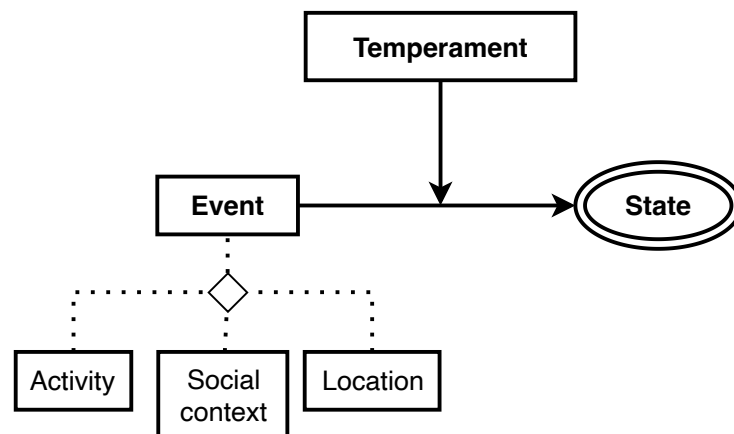 Temperament
Event
State
Activity
Social
context
Location